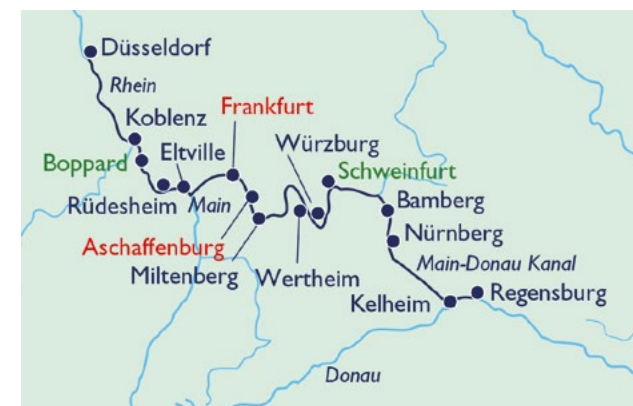 Düsseldorf
Rhein
Frankfurt
Koblenz
Würzburg
Eltville
Boppard
Schweinfurt
Rüdesheim
Main
Bamberg
Aschaffenburg
Nürnberg
Miltenberg
Wertheim
Main-Donau Kanal
Kelheim
Regensburg
Donau